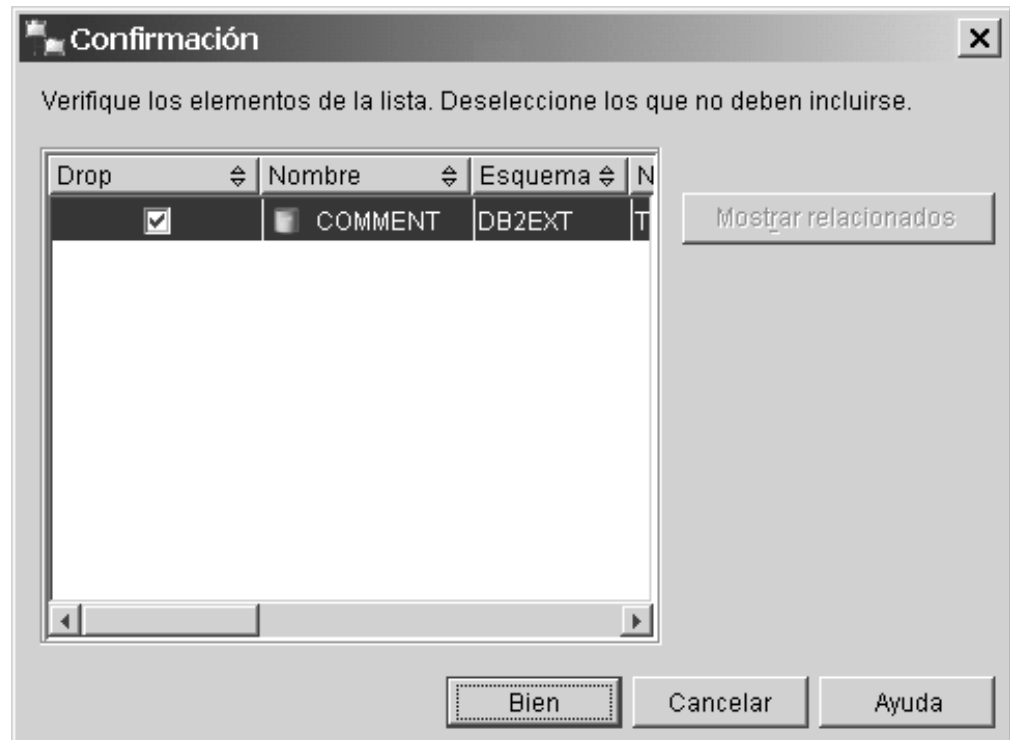 Confirmación
Verifique los elementos de la lista. Deseleccione los que no deben incluirse.
Drop Nombre Esquema N
COMMENT DB2EXT T
Mostrar relacionados
Bien Cancelar Ayuda